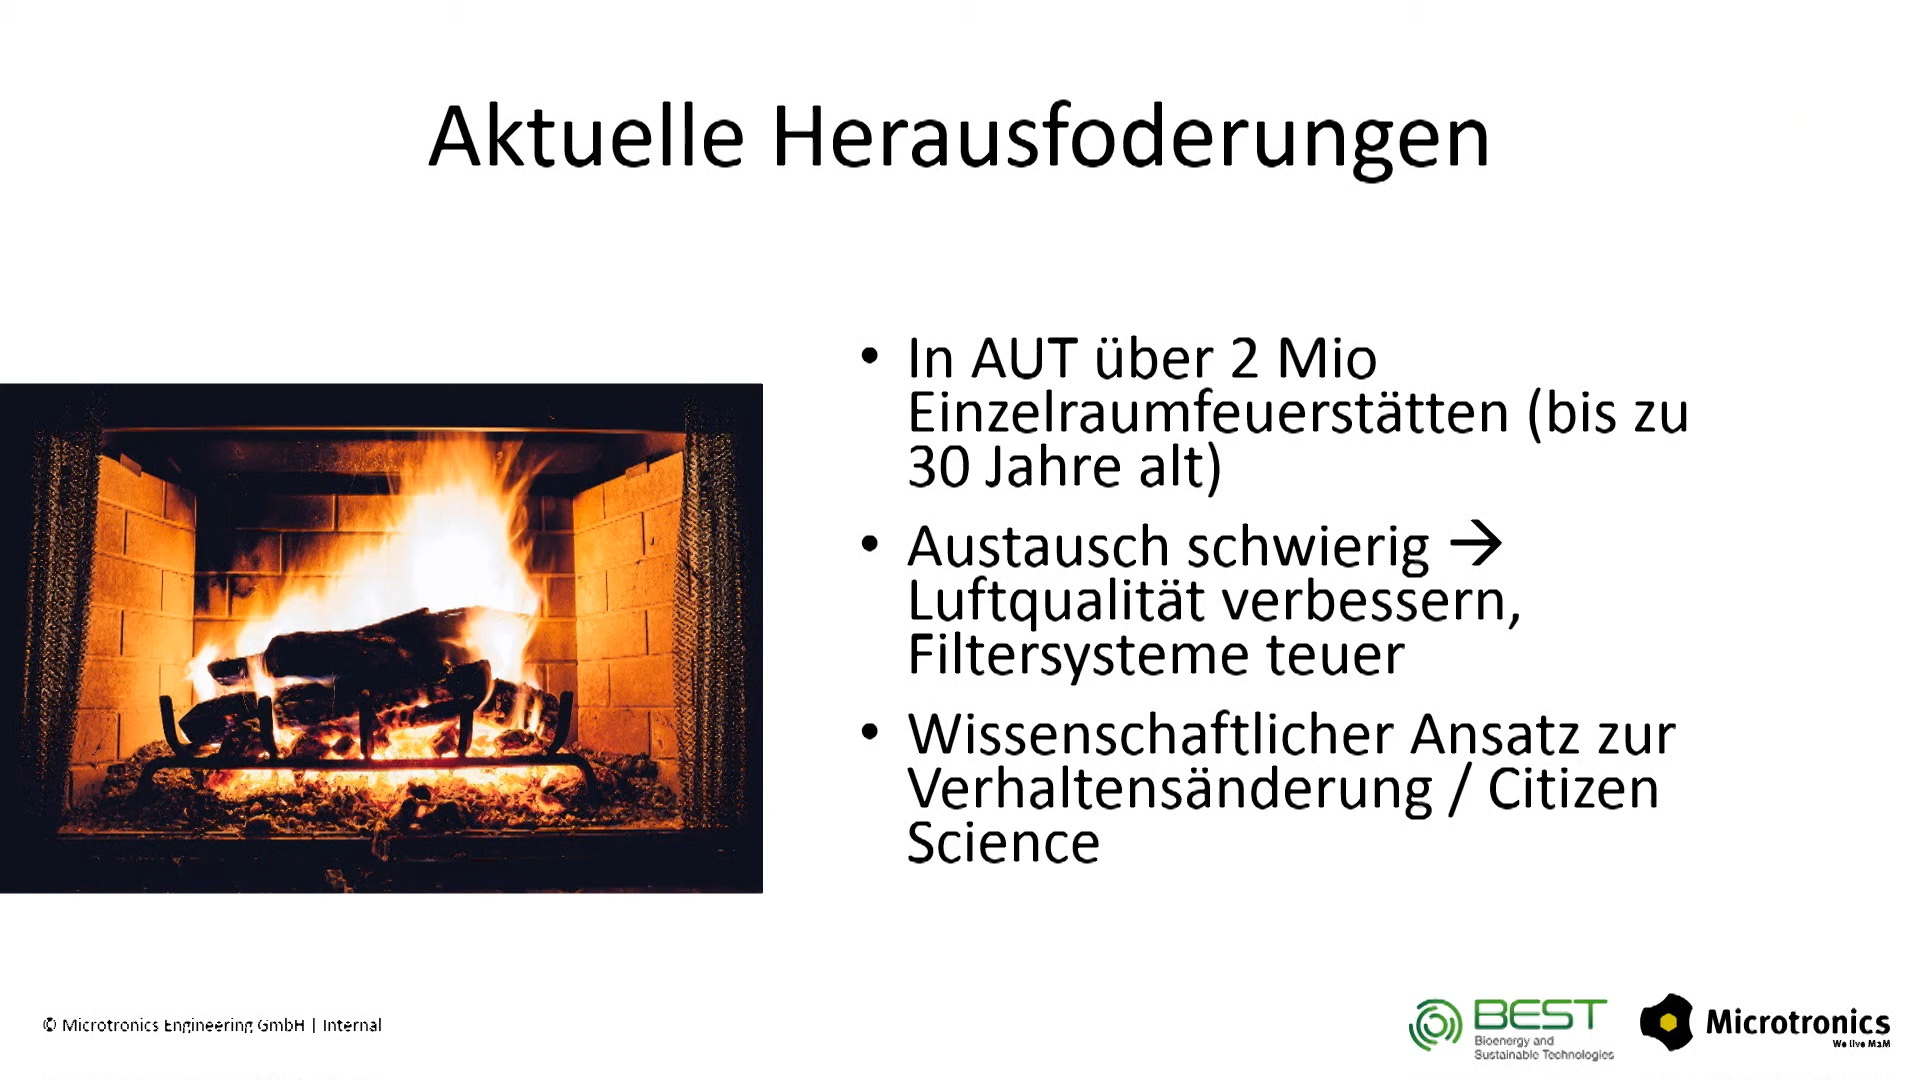 Aktuelle Herausfoderungen
• In AUT über 2 Mio
Einzelraumfeuerstätten (bis zu
30 Jahre alt)
• Austausch schwierig →
Luftqualität verbessern,
Filtersysteme teuer
• Wissenschaftlicher Ansatz zur
Verhaltensänderung / Citizen
Science
© Microtronics Engineering GmbH | Internal
BEST
Bioenergy and
Sustainable Technologies
Microtronics
We live M2M